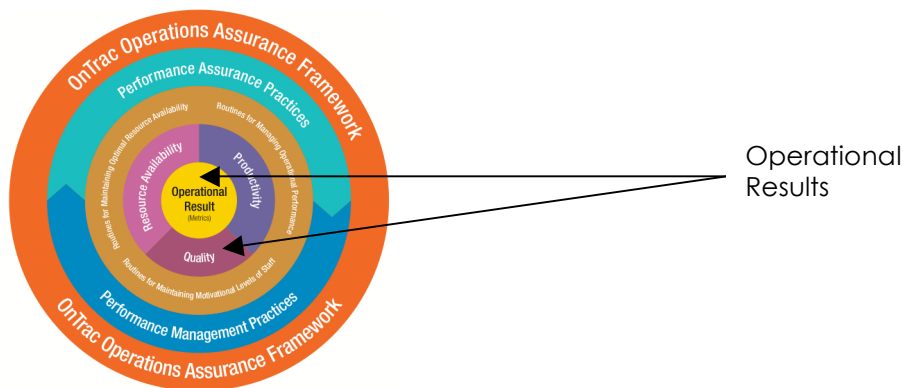 OnTrac Operations Assurance Framework
Performance Assurance Practices
Routines for Maintaining Optimal Resource Availability
Routines for Managing Operational Performance
Resource Availability
Productivity
Operational
Result
(Metrics)
Quality
Routines for Maintaining Motivational Levels of Staff
Performance Management Practices
OnTrac Operations Assurance Framework
Operational
Results